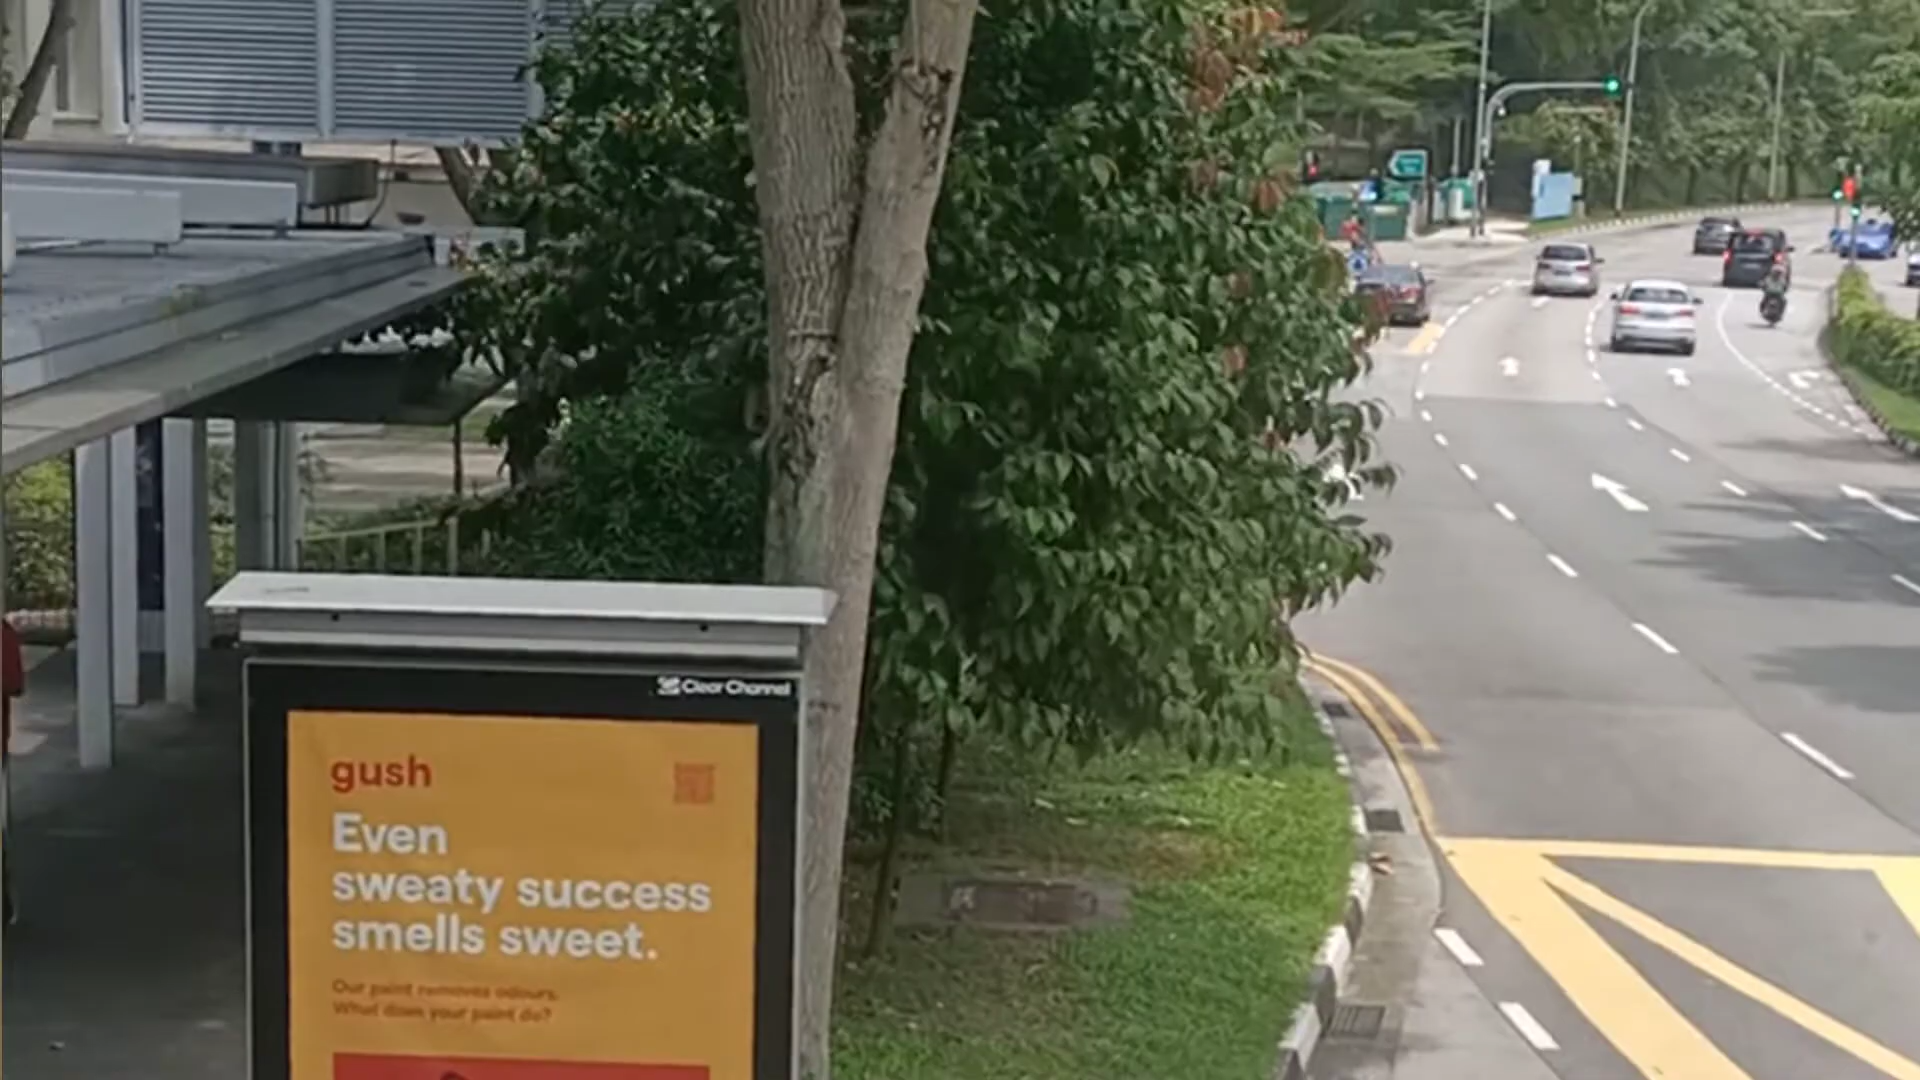 Clear Channel
gush
Even
sweaty success
smells sweet.
Our paint removes odours.
What does your paint do?